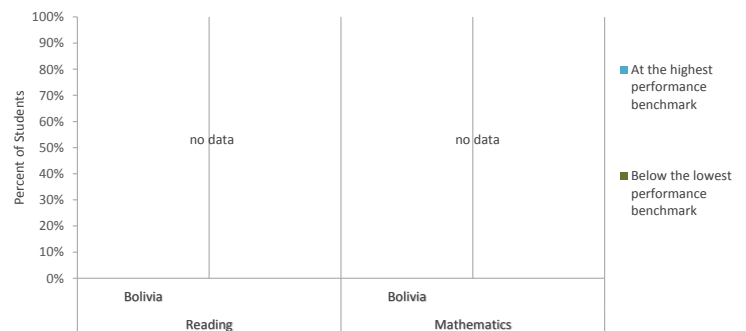 100%
90%
80%
70%
60%
50%
40%
30%
20%
10%
0%
Percent of Students
no data
no data
Bolivia
Bolivia
Reading
Mathematics
At the highest
performance
benchmark
Below the lowest
performance
benchmark